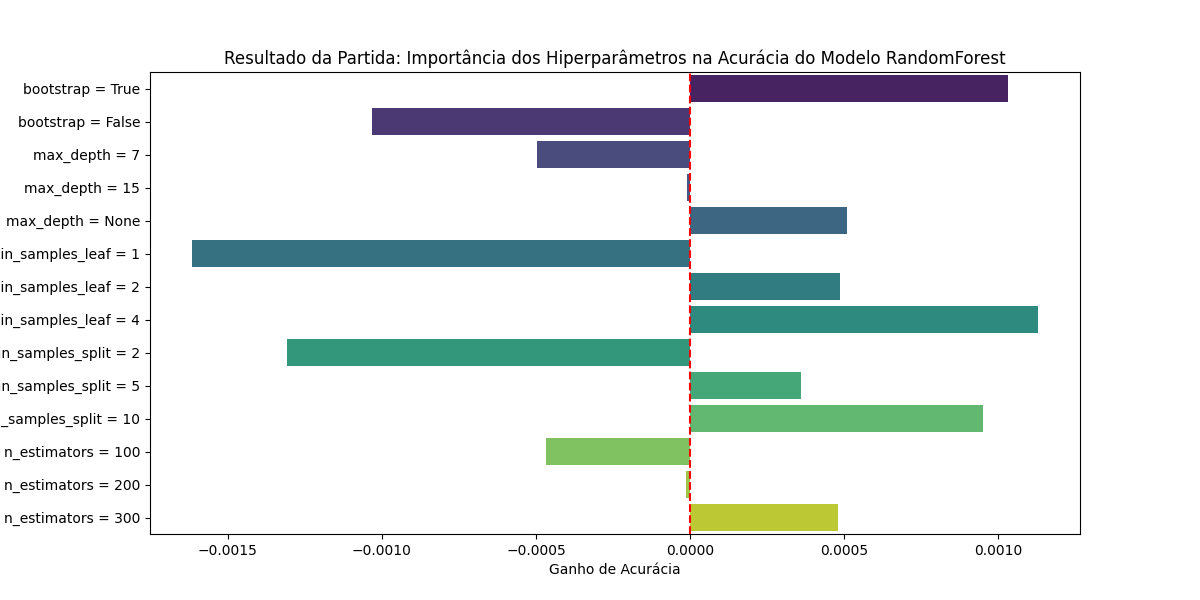 Resultado da Partida: Importância dos Hiperparâmetros na Acurácia do Modelo RandomForest
bootstrap = True
bootstrap = False
max_depth = 7
max_depth = 15
max_depth = None
in_samples_leaf = 1
in_samples_leaf = 2
in_samples_leaf = 4
n_samples_split = 2
n_samples_split = 5
_samples_split = 10
n_estimators = 100
n_estimators = 200
n_estimators = 300
−0.0015 −0.0010 −0.0005 0.0000 0.0005 0.0010
Ganho de Acurácia